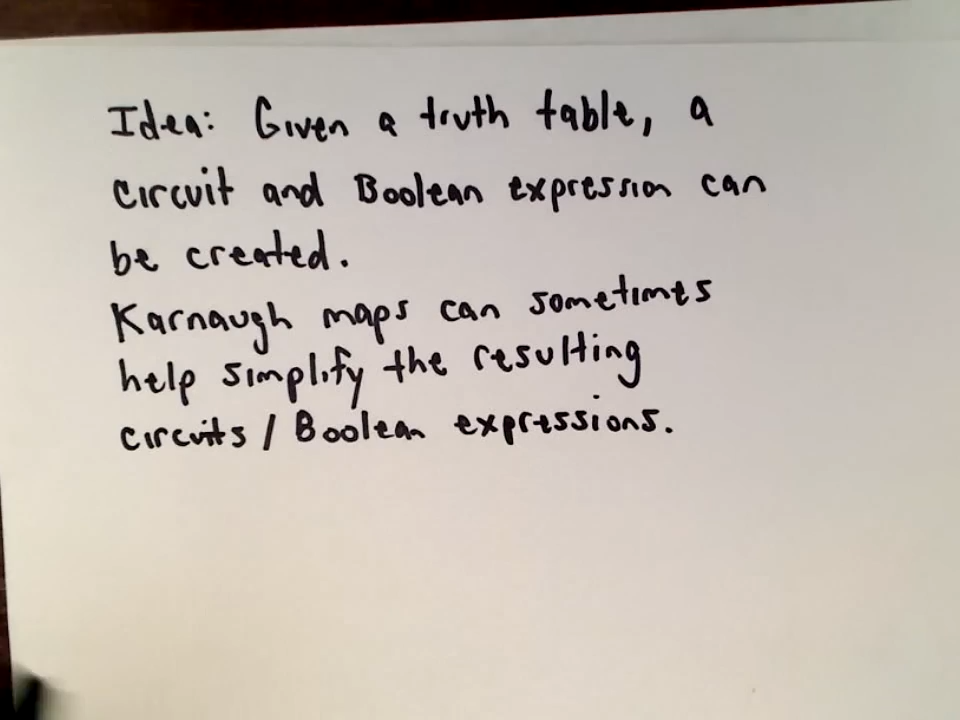 Idea: Given a truth table, a
circuit and Boolean expression can
be created.
Karnaugh maps can sometimes
help simplify the resulting
circuits / Boolean expressions.